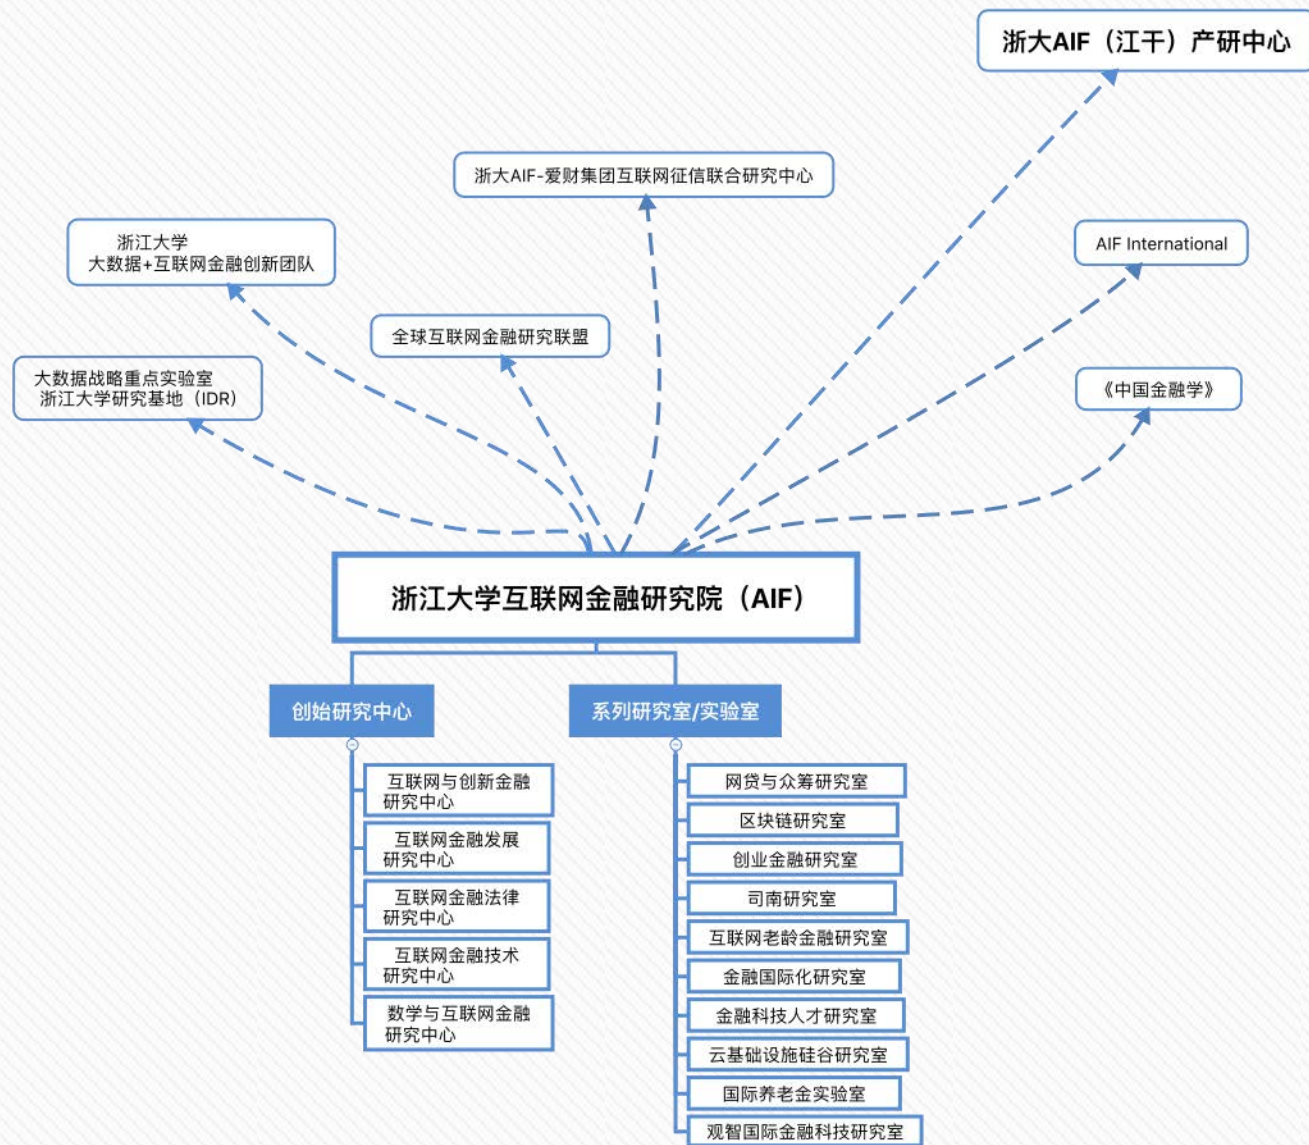 浙大AIF（江干）产研中心
浙大AIF-爱财集团互联网征信联合研究中心
浙江大学
大数据+互联网金融创新团队
AIF International
全球互联网金融研究联盟
大数据战略重点实验室
浙江大学研究基地（IDR）
《中国金融学》
浙江大学互联网金融研究院（AIF）
创始研究中心
互联网与创新金融
研究中心
互联网金融发展
研究中心
互联网金融法律
研究中心
互联网金融技术
研究中心
数学与互联网金融
研究中心
系列研究室/实验室
网贷与众筹研究室
区块链研究室
创业金融研究室
司南研究室
互联网老龄金融研究室
金融国际化研究室
金融科技人才研究室
云基础设施硅谷研究室
国际养老金实验室
观智国际金融科技研究室